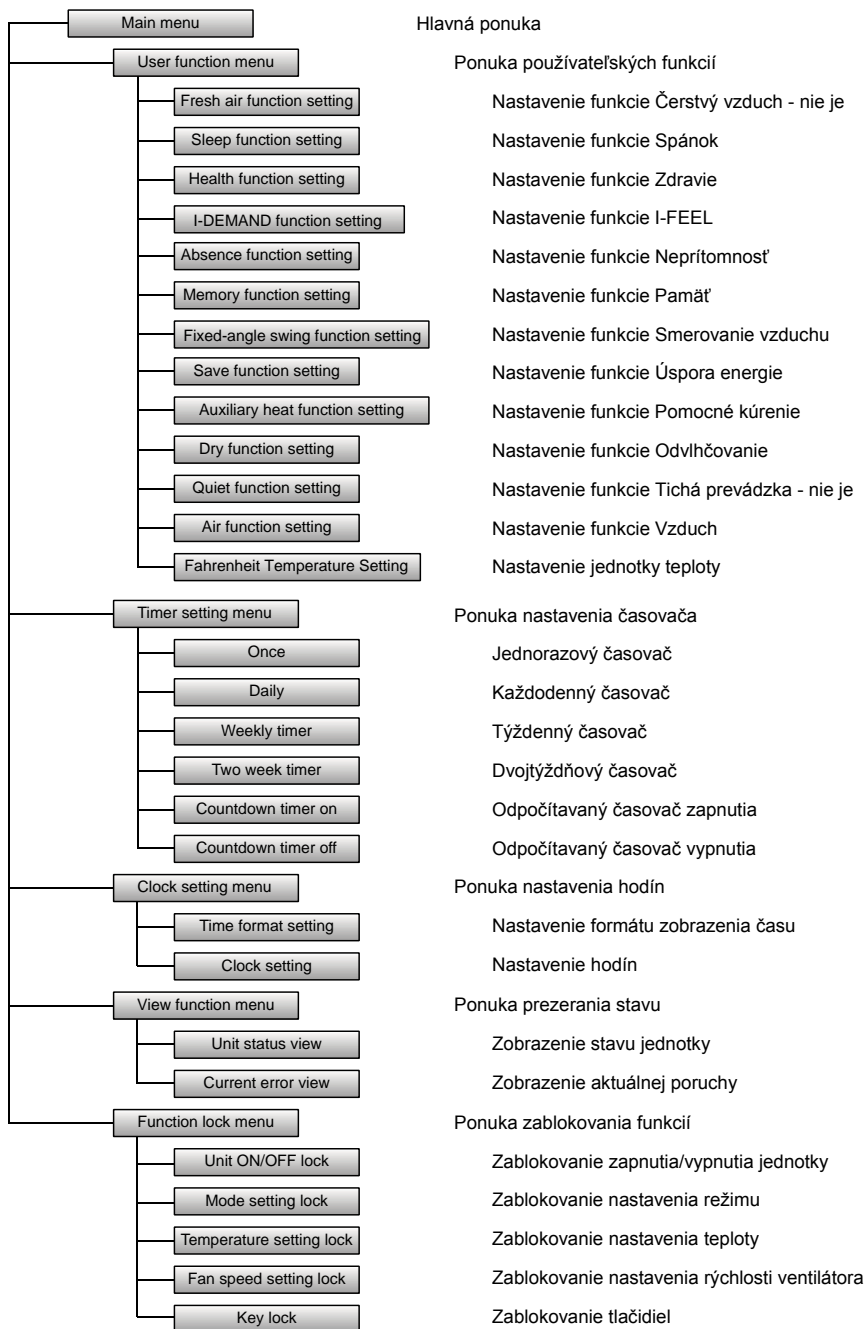 Main menu Hlavná ponuka
User function menu Ponuka používateľských funkcií
Fresh air function setting Nastavenie funkcie Čerstvý vzduch - nie je
Sleep function setting Nastavenie funkcie Spánok
Health function setting Nastavenie funkcie Zdravie
I-DEMAND function setting Nastavenie funkcie I-FEEL
Absence function setting Nastavenie funkcie Neprítomnosť
Memory function setting Nastavenie funkcie Pamäť
Fixed-angle swing function setting Nastavenie funkcie Smerovanie vzduchu
Save function setting Nastavenie funkcie Úspora energie
Auxiliary heat function setting Nastavenie funkcie Pomocné kúrenie
Dry function setting Nastavenie funkcie Odvlhčovanie
Quiet function setting Nastavenie funkcie Tichá prevádzka - nie je
Air function setting Nastavenie funkcie Vzduch
Fahrenheit Temperature Setting Nastavenie jednotky teploty
Timer setting menu Ponuka nastavenia časovača
Once Jednorazový časovač
Daily Každodenný časovač
Weekly timer Týždenný časovač
Two week timer Dvojtýždňový časovač
Countdown timer on Odpočítavaný časovač zapnutia
Countdown timer off Odpočítavaný časovač vypnutia
Clock setting menu Ponuka nastavenia hodín
Time format setting Nastavenie formátu zobrazenia času
Clock setting Nastavenie hodín
View function menu Ponuka prezerania stavu
Unit status view Zobrazenie stavu jednotky
Current error view Zobrazenie aktuálnej poruchy
Function lock menu Ponuka zablokovania funkcií
Unit ON/OFF lock Zablokovanie zapnutia/vypnutia jednotky
Mode setting lock Zablokovanie nastavenia režimu
Temperature setting lock Zablokovanie nastavenia teploty
Fan speed setting lock Zablokovanie nastavenia rýchlosti ventilátora
Key lock Zablokovanie tlačidiel